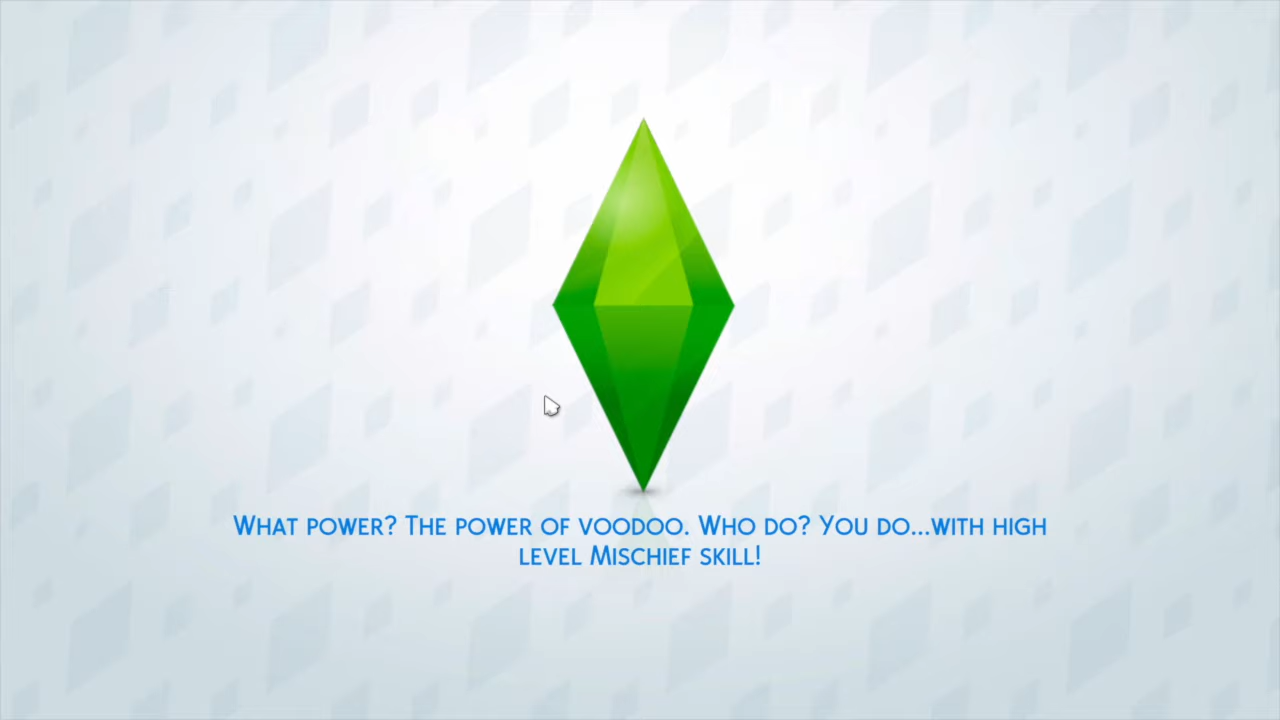 What power? The power of voodoo. Who do? You do...with high
level Mischief skill!